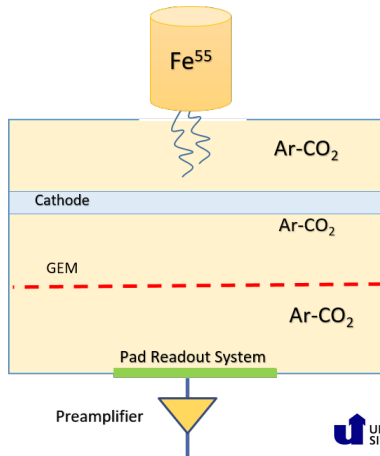 Fe⁵⁵
Ar-CO₂
Cathode
Ar-CO₂
GEM
Ar-CO₂
Pad Readout System
Preamplifier